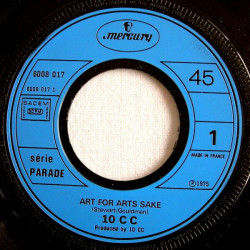 mercury
6008 017
45
6008 017 1
SACEM
1
série
PARADE
MADE IN FRANCE
℗ 1975
ART FOR ARTS SAKE
(Stewart/Gouldman)
10 C C
Produced by 10 CC